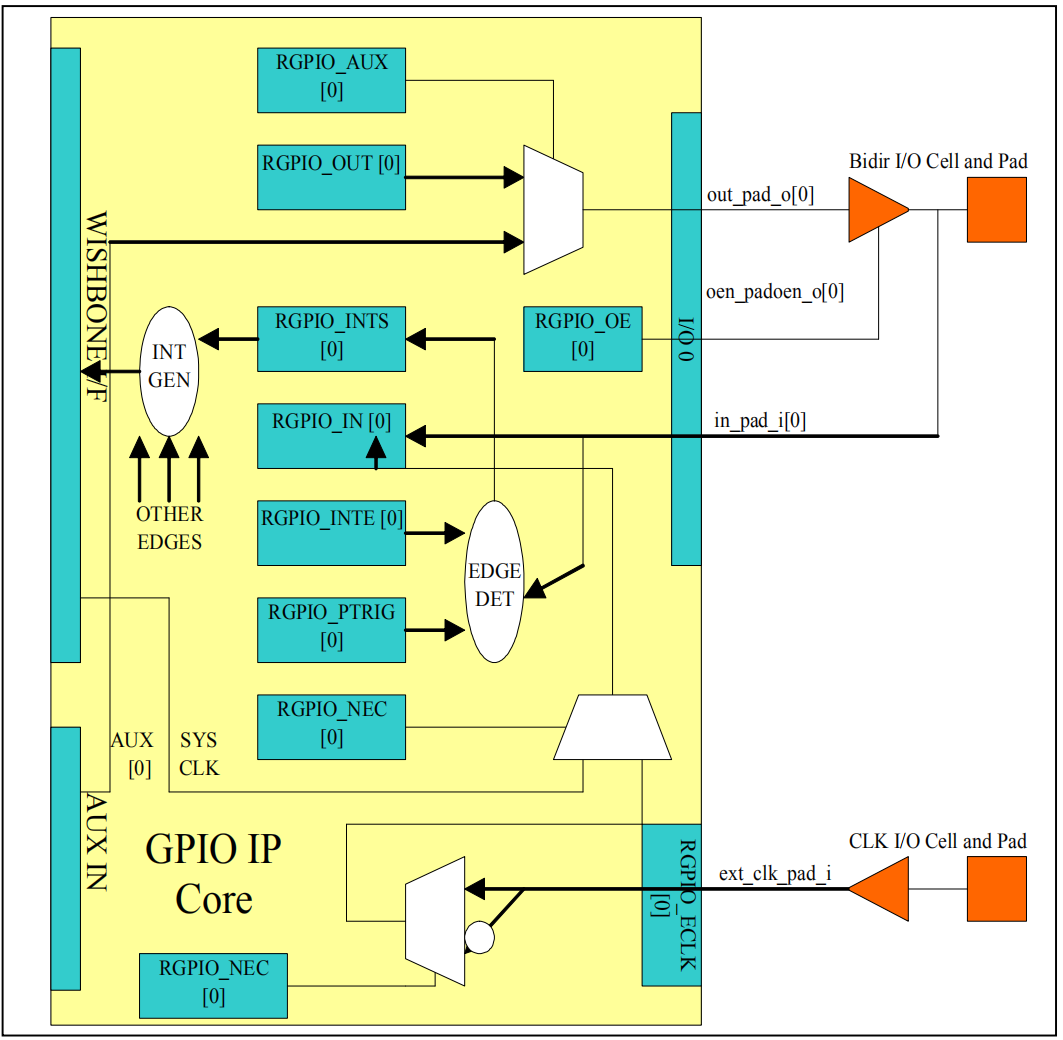 RGPIO_AUX
[0]
RGPIO_OUT [0]
Bidir I/O Cell and Pad
out_pad_o[0]
WISHBONE I/F
oen_padoen_o[0]
RGPIO_INTS
[0]
RGPIO_OE
[0]
I/O 0
INT
GEN
RGPIO_IN [0]
in_pad_i[0]
OTHER
EDGES
RGPIO_INTE [0]
EDGE
DET
RGPIO_PTRIG
[0]
RGPIO_NEC
[0]
AUX
[0]
SYS
CLK
AUX IN
GPIO IP
Core
CLK I/O Cell and Pad
ext_clk_pad_i
RGPIO_ECLK
[0]
RGPIO_NEC
[0]